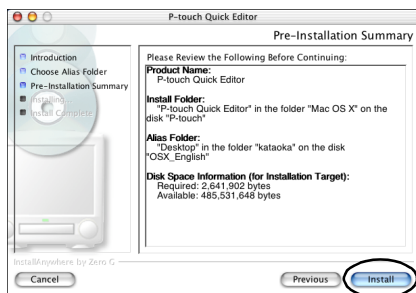 P-touch Quick Editor
Pre-Installation Summary
Introduction
Choose Alias Folder
Pre-Installation Summary
Installing...
Install Complete
Please Review the Following Before Continuing:
Product Name:
P-touch Quick Editor
Install Folder:
"P-touch Quick Editor" in the folder "Mac OS X" on the
disk "P-touch"
Alias Folder:
"Desktop" in the folder "kataoka" on the disk
"OSX_English"
Disk Space Information (for Installation Target):
Required: 2,641,902 bytes
Available: 485,531,648 bytes
InstallAnywhere by Zero G
Cancel
Previous
Install